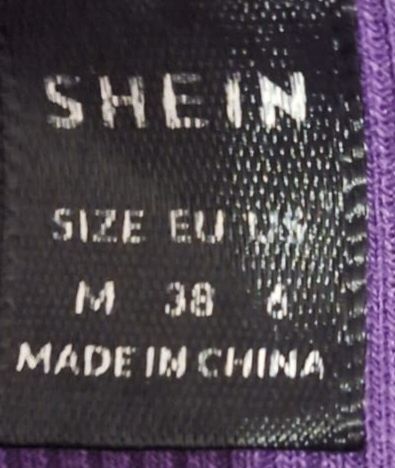 SHEIN
SIZE EU US
M 38 6
MADE IN CHINA